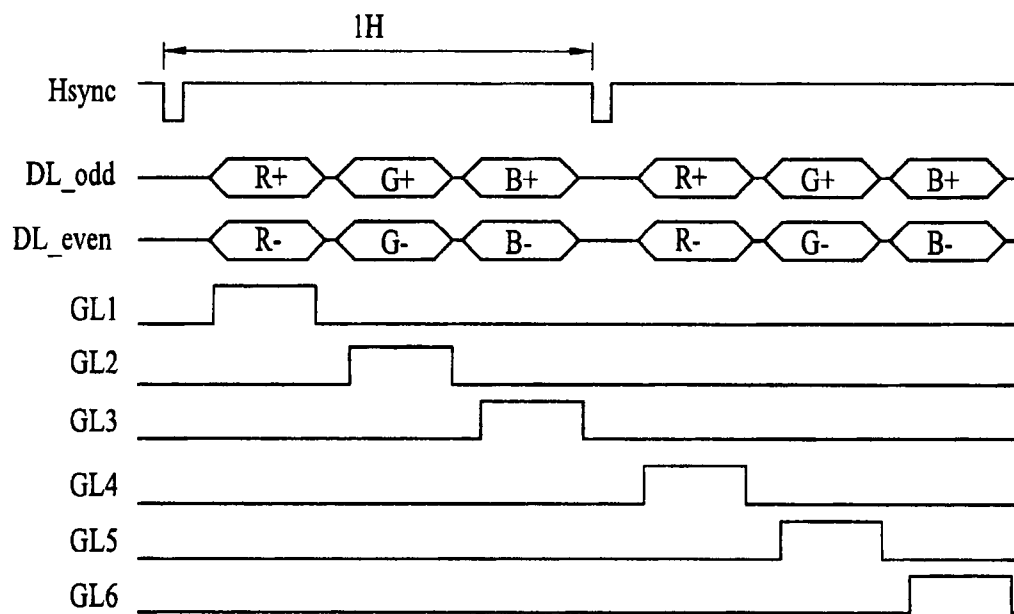 1H
Hsync
DL_odd R+ G+ B+ R+ G+ B+
DL_even R- G- B- R- G- B-
GL1
GL2
GL3
GL4
GL5
GL6